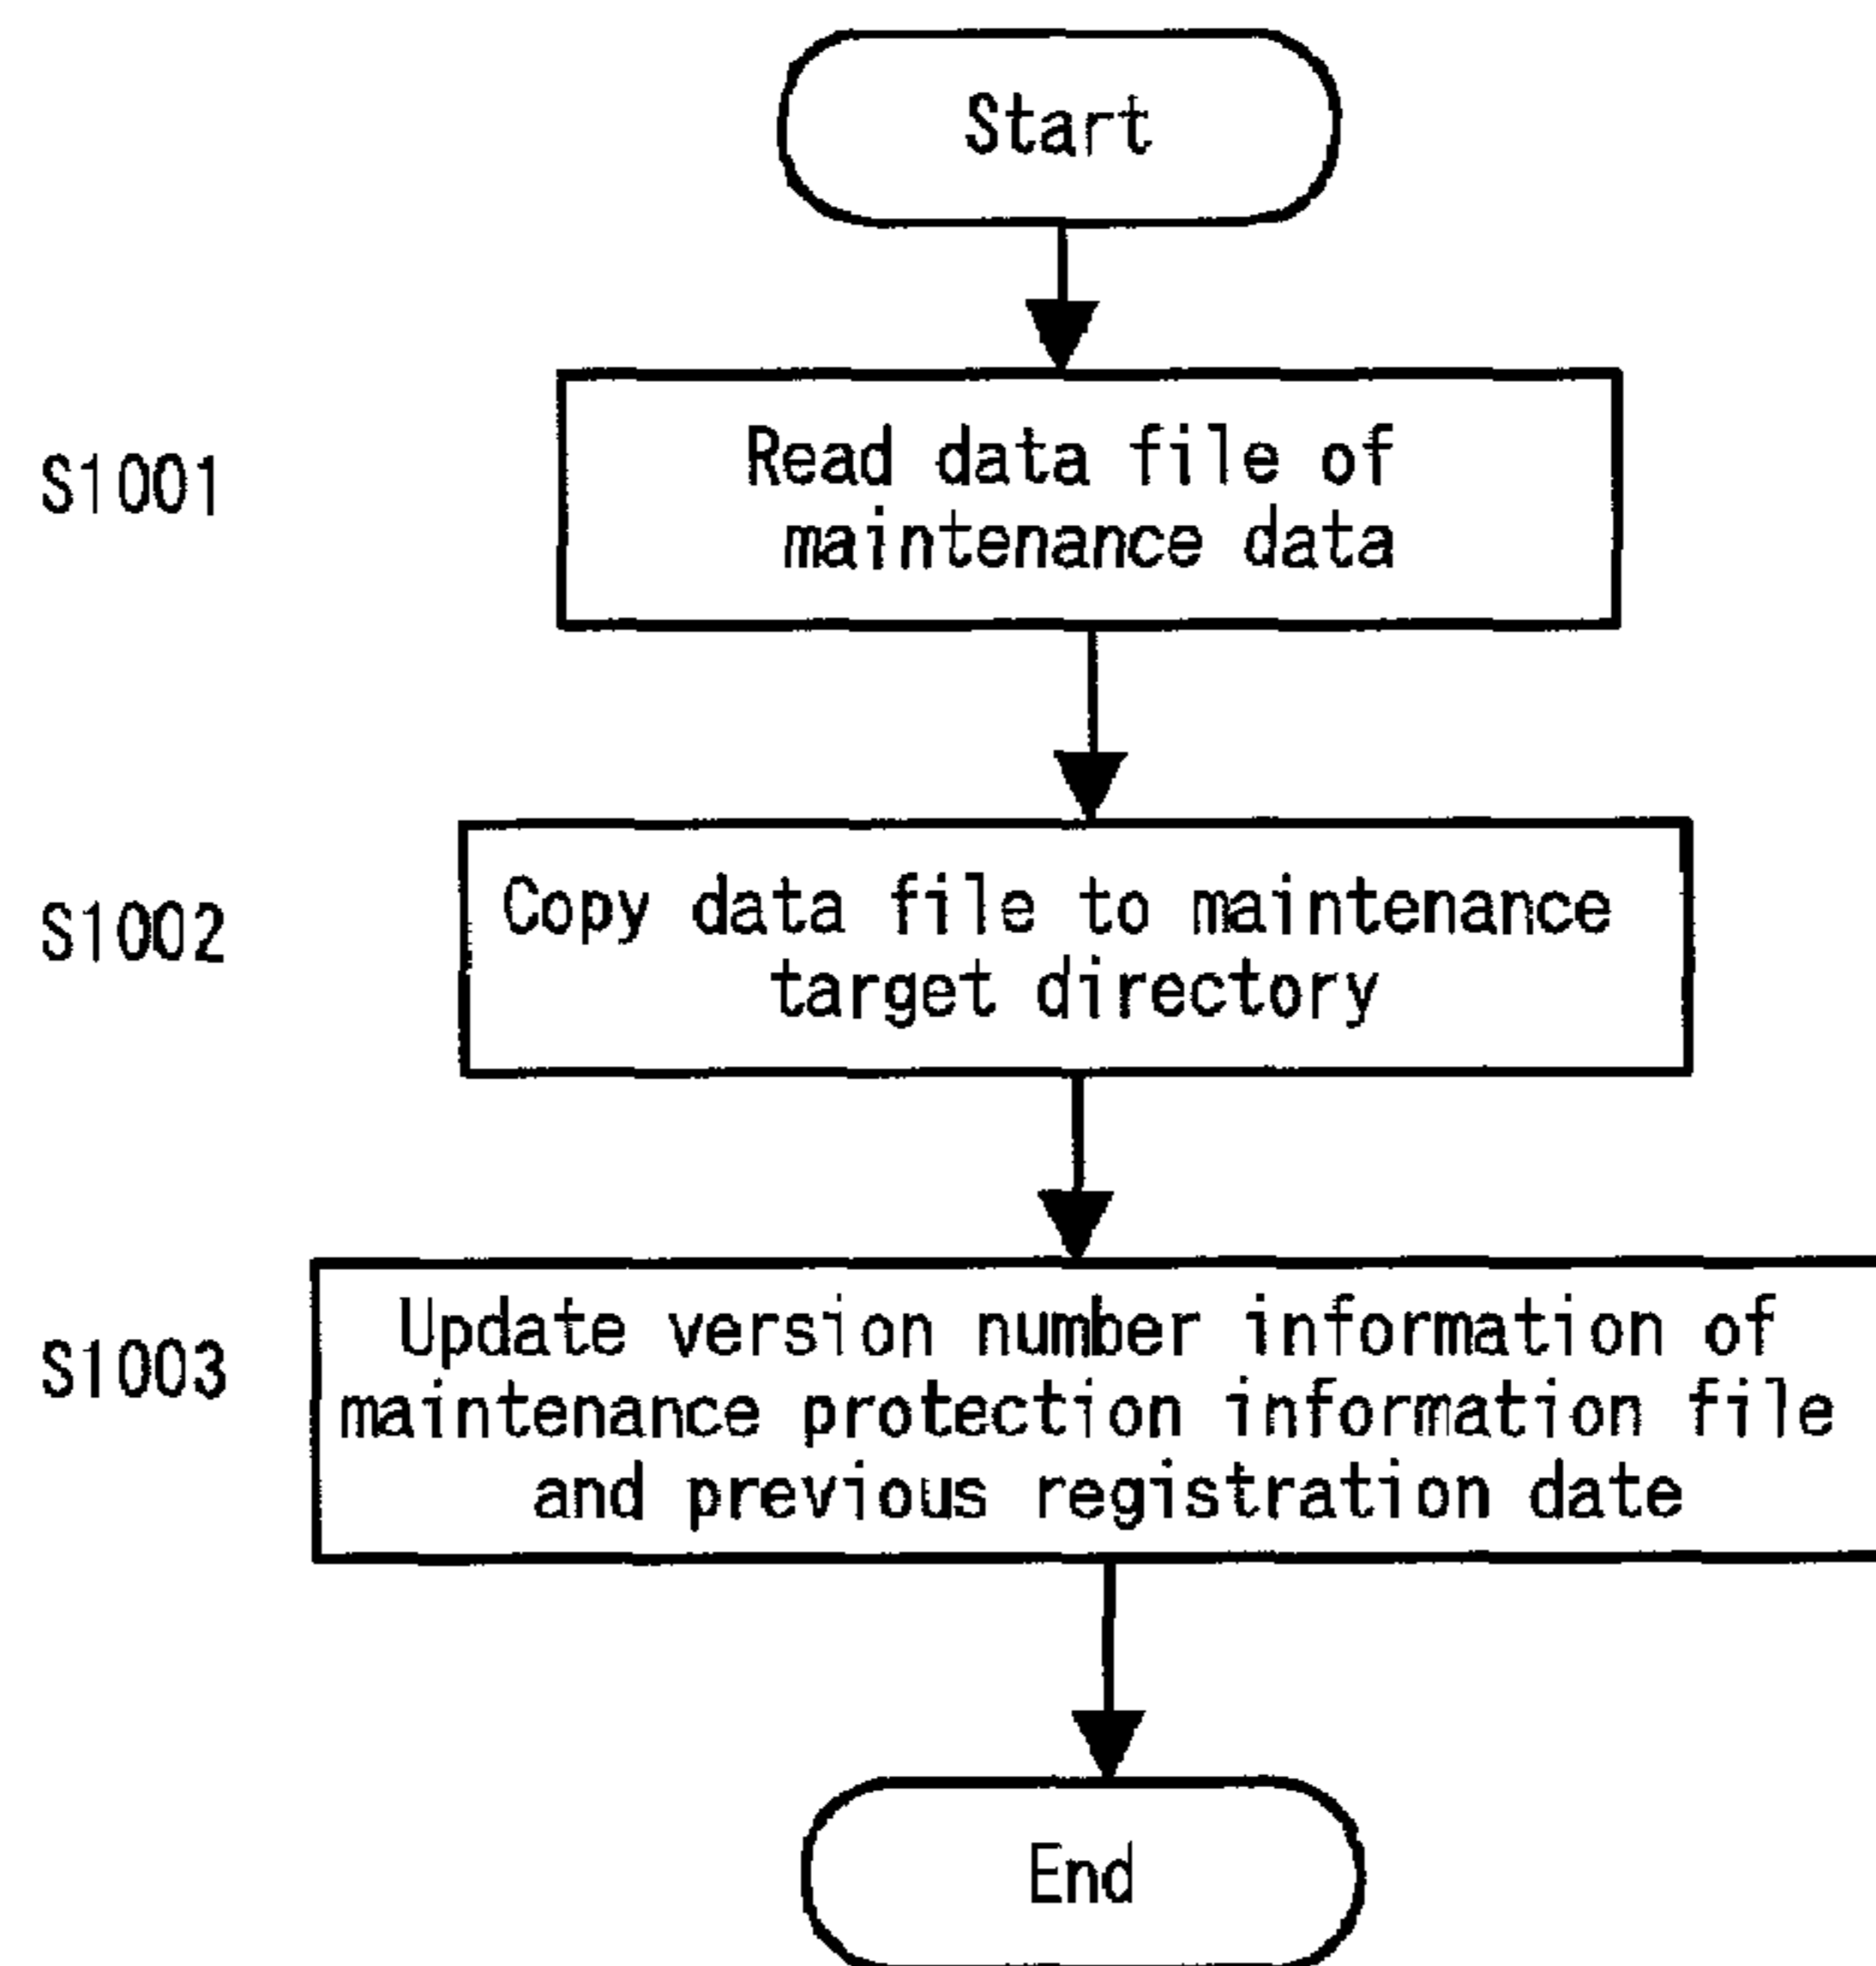 Start
S1001
Read data file of
maintenance data
S1002
Copy data file to maintenance
target directory
S1003
Update version number information of
maintenance protection information file
and previous registration date
End